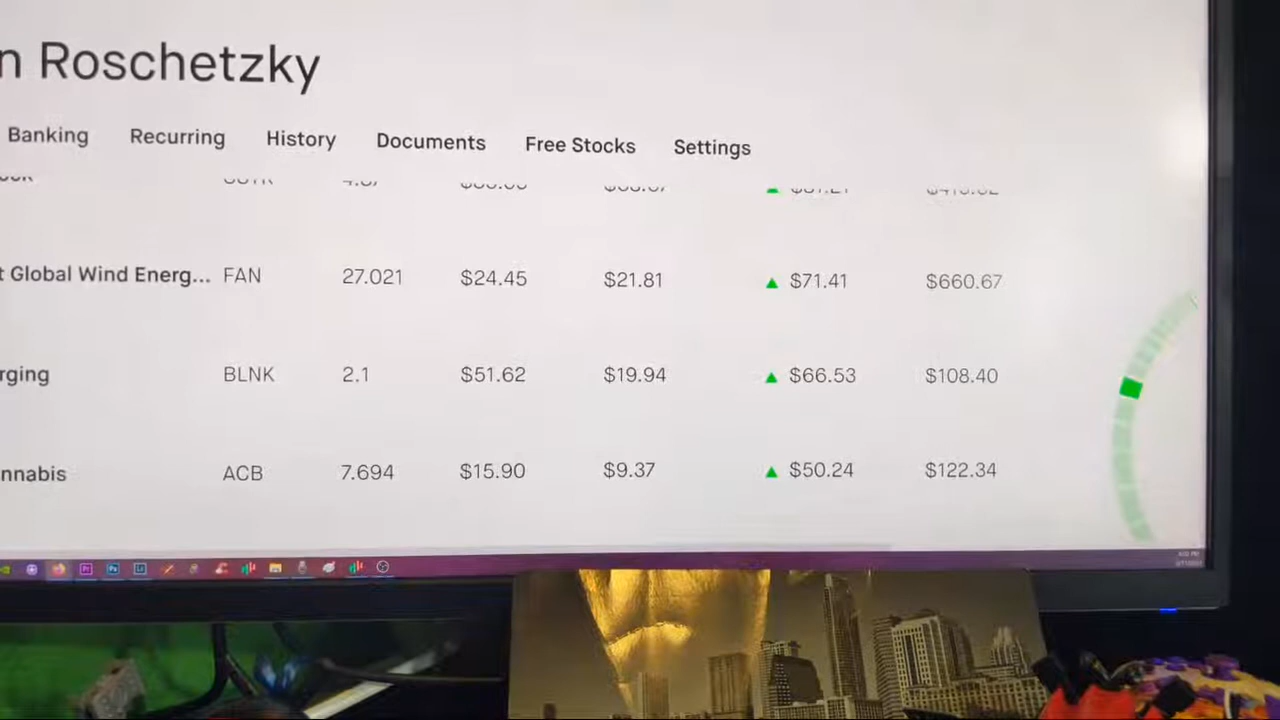 n Roschetzky
Banking Recurring History Documents Free Stocks Settings
t Global Wind Energ... FAN 27.021 $24.45 $21.81 $71.41 $660.67
rging BLNK 2.1 $51.62 $19.94 $66.53 $108.40
nnabis ACB 7.694 $15.90 $9.37 $50.24 $122.34